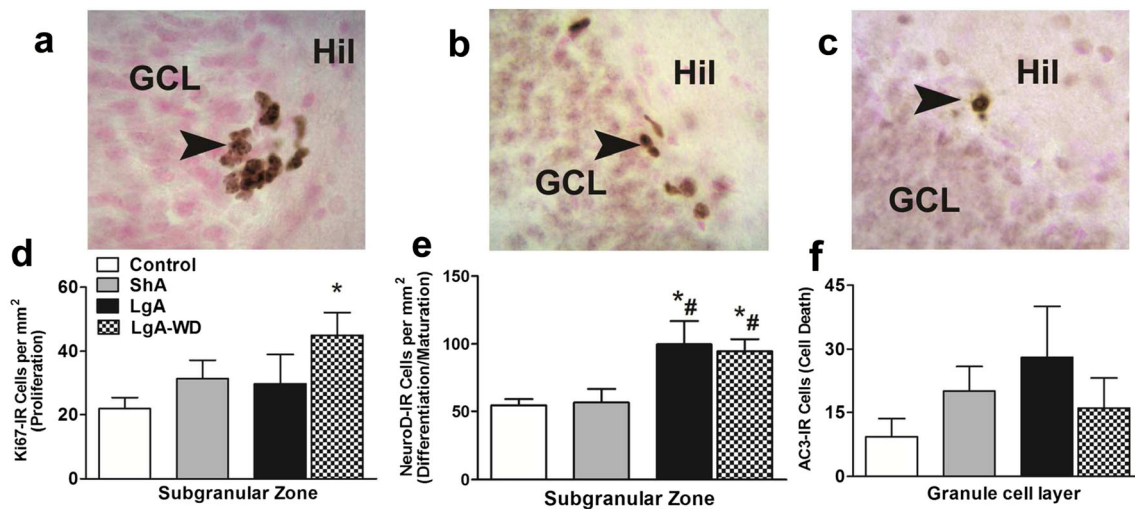 a
Hil
GCL
b
Hil
GCL
c
Hil
GCL
d
Control
ShA
LgA
LgA-WD
Ki67-IR Cells per mm²
(Proliferation)
60
40
20
0
*
Subgranular Zone
e
NeuroD-IR Cells per mm²
(Differentiation/Maturation)
150
100
50
0
*#
*#
Subgranular Zone
f
AC3-IR Cells (Cell Death)
45
30
15
0
Granule cell layer